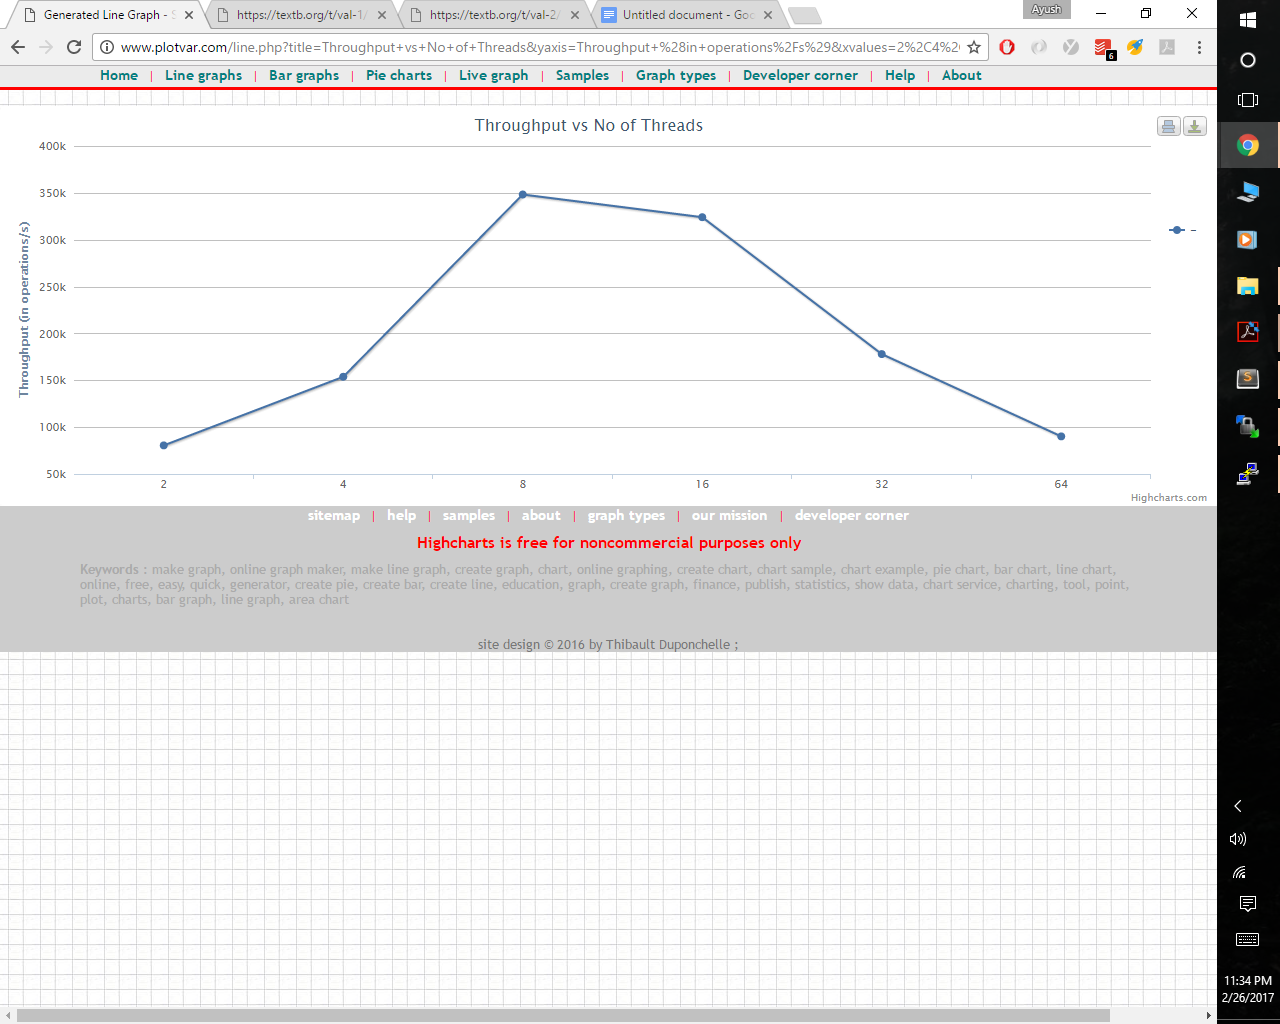 Generated Line Graph - S
https://textb.org/t/val-1/
https://textb.org/t/val-2/
Untitled document - Goo
Ayush
www.plotvar.com/line.php?title=Throughput+vs+No+of+Threads&yaxis=Throughput+%28in+operations%2Fs%29&xvalues=2%2C4%2
6
Home | Line graphs | Bar graphs | Pie charts | Live graph | Samples | Graph types | Developer corner | Help | About
Throughput vs No of Threads
400k
350k
300k
250k
200k
150k
100k
50k
Throughput (in operations/s)
–
2 4 8 16 32 64
Highcharts.com
sitemap | help | samples | about | graph types | our mission | developer corner
Highcharts is free for noncommercial purposes only
Keywords : make graph, online graph maker, make line graph, create graph, chart, online graphing, create chart, chart sample, chart example, pie chart, bar chart, line chart,
online, free, easy, quick, generator, create pie, create bar, create line, education, graph, create graph, finance, publish, statistics, show data, chart service, charting, tool, point,
plot, charts, bar graph, line graph, area chart
site design © 2016 by Thibault Duponchelle ;
11:34 PM
2/26/2017